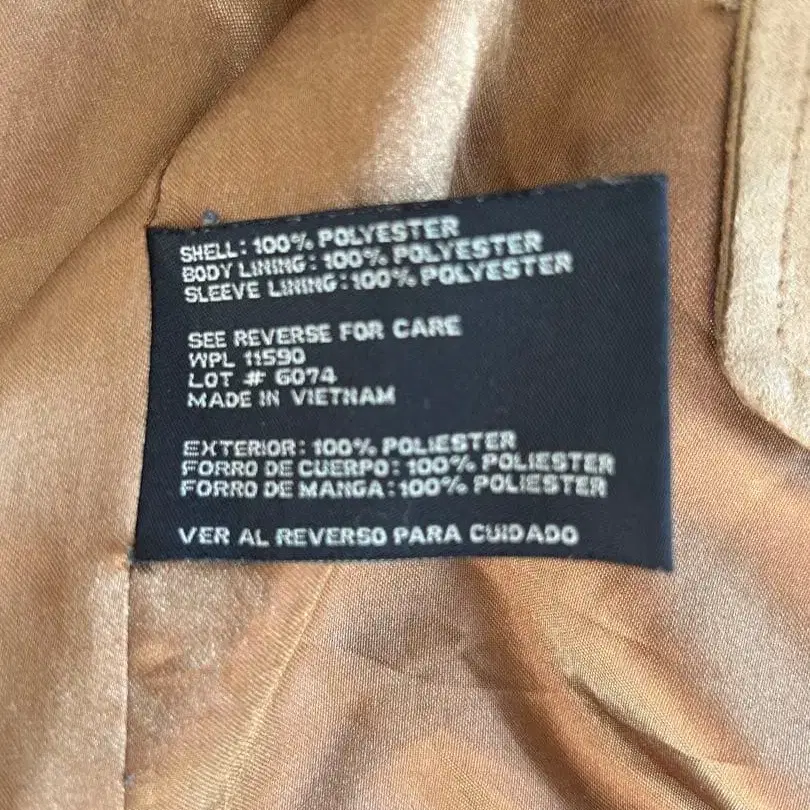 SHELL: 100% POLYESTER
BODY LINING: 100% POLYESTER
SLEEVE LINING: 100% POLYESTER
SEE REVERSE FOR CARE
WPL 11590
LOT # 6074
MADE IN VIETNAM
EXTERIOR: 100% POLIESTER
FORRO DE CUERPO: 100% POLIESTER
FORRO DE MANGA: 100% POLIESTER
VER AL REVERSO PARA CUIDADO